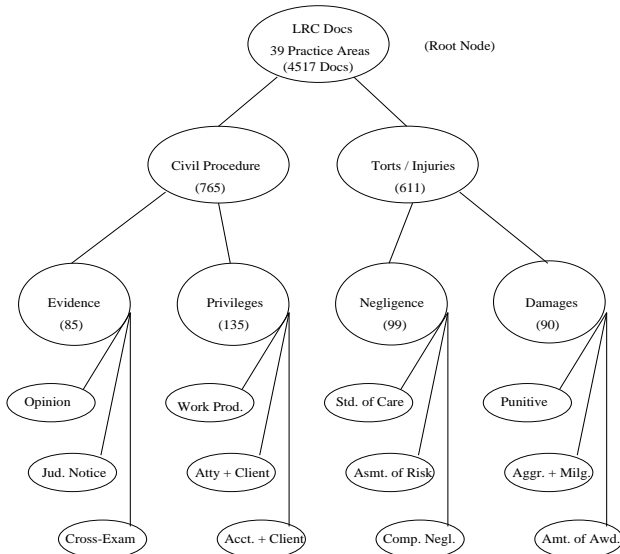 LRC Docs
39 Practice Areas
(4517 Docs)
(Root Node)
Civil Procedure
(765)
Torts / Injuries
(611)
Evidence
(85)
Privileges
(135)
Negligence
(99)
Damages
(90)
Opinion
Work Prod.
Std. of Care
Punitive
Jud. Notice
Atty + Client
Asmt. of Risk
Aggr. + Milg.
Cross-Exam
Acct. + Client
Comp. Negl.
Amt. of Awd.